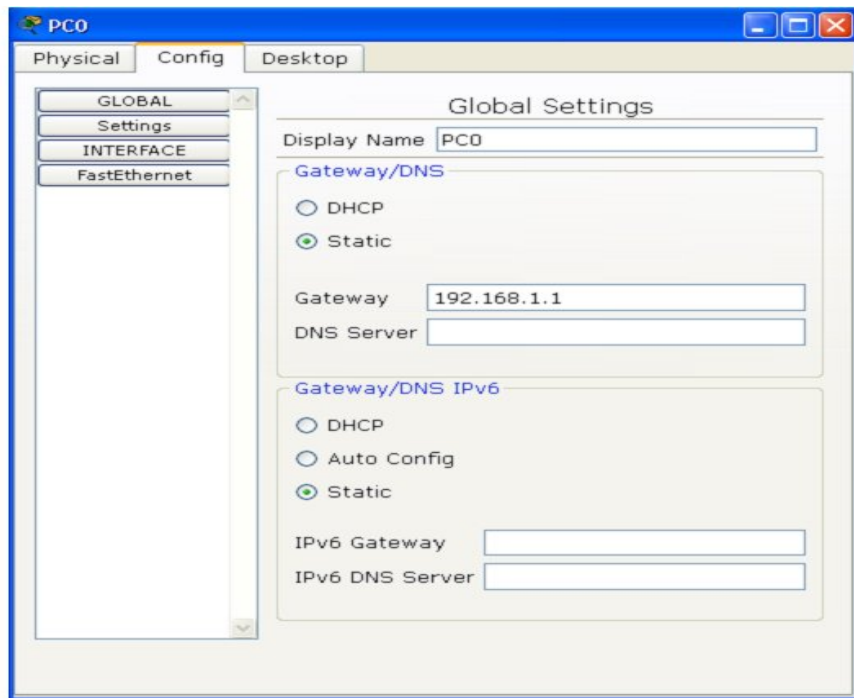 PC0
Physical Config Desktop
GLOBAL
Settings
INTERFACE
FastEthernet
Global Settings
Display Name PC0
Gateway/DNS
DHCP
Static
Gateway 192.168.1.1
DNS Server
Gateway/DNS IPv6
DHCP
Auto Config
Static
IPv6 Gateway
IPv6 DNS Server